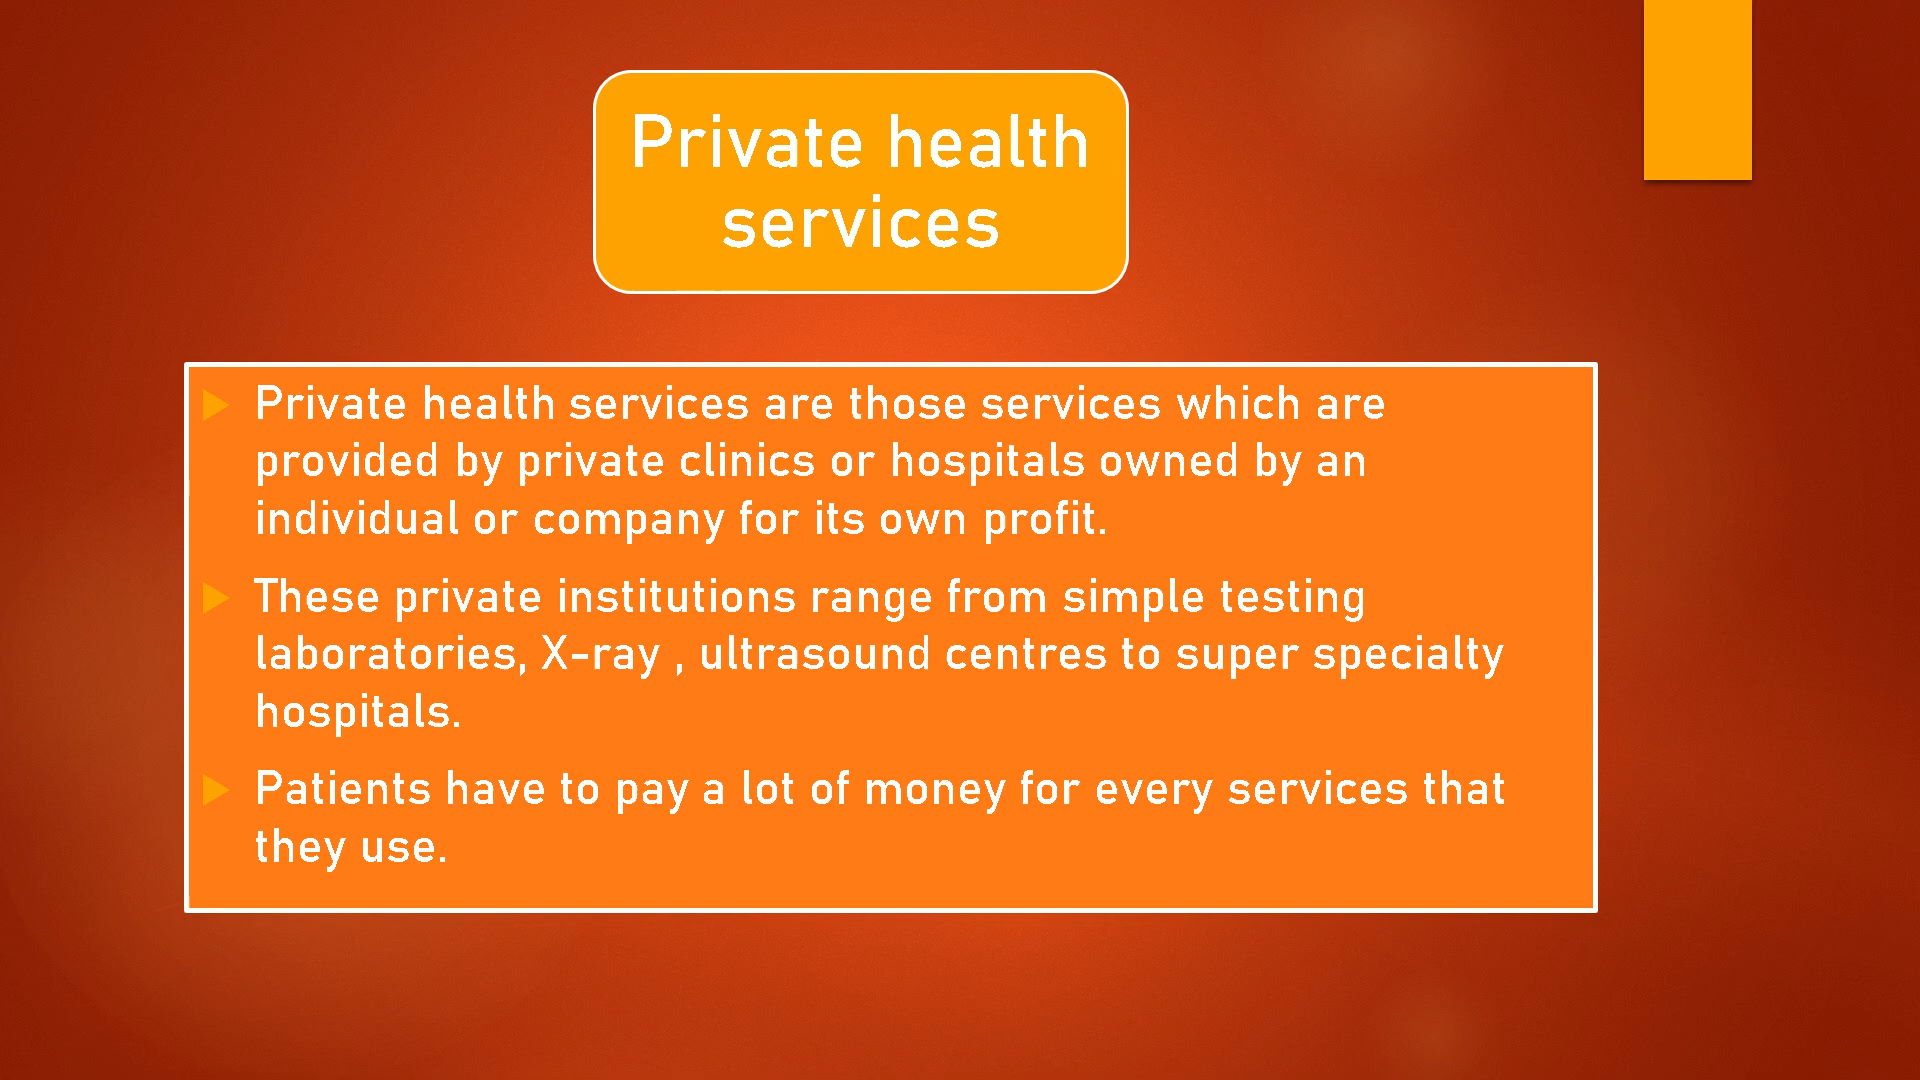 Private health
services
Private health services are those services which are
provided by private clinics or hospitals owned by an
individual or company for its own profit.
These private institutions range from simple testing
laboratories, X-ray , ultrasound centres to super specialty
hospitals.
Patients have to pay a lot of money for every services that
they use.